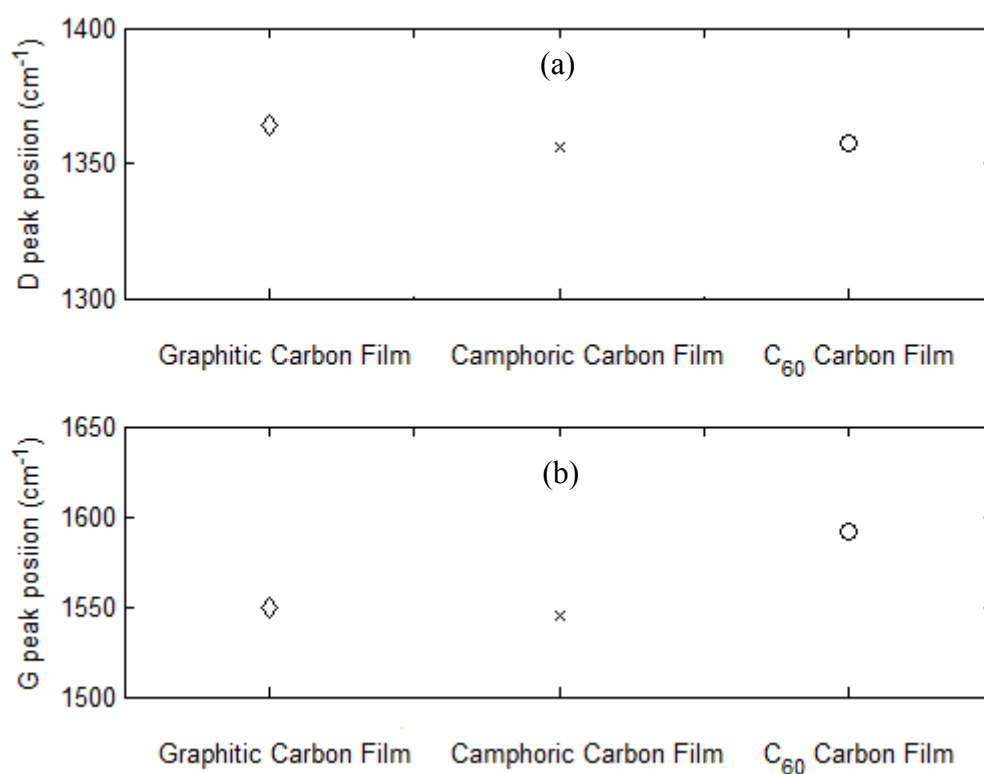 (a)
D peak posiion (cm⁻¹)
1400
1350
1300
Graphitic Carbon Film
Camphoric Carbon Film
C₆₀ Carbon Film
(b)
G peak posiion (cm⁻¹)
1650
1600
1550
1500
Graphitic Carbon Film
Camphoric Carbon Film
C₆₀ Carbon Film